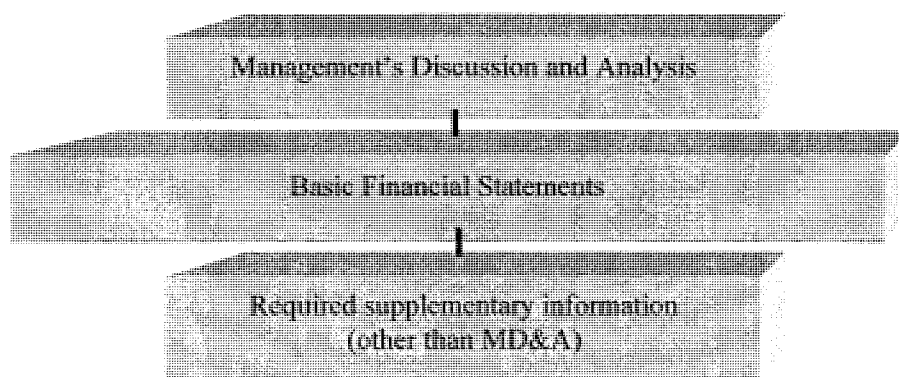 Management's Discussion and Analysis
Basic Financial Statements
Required supplementary information
(other than MD&A)